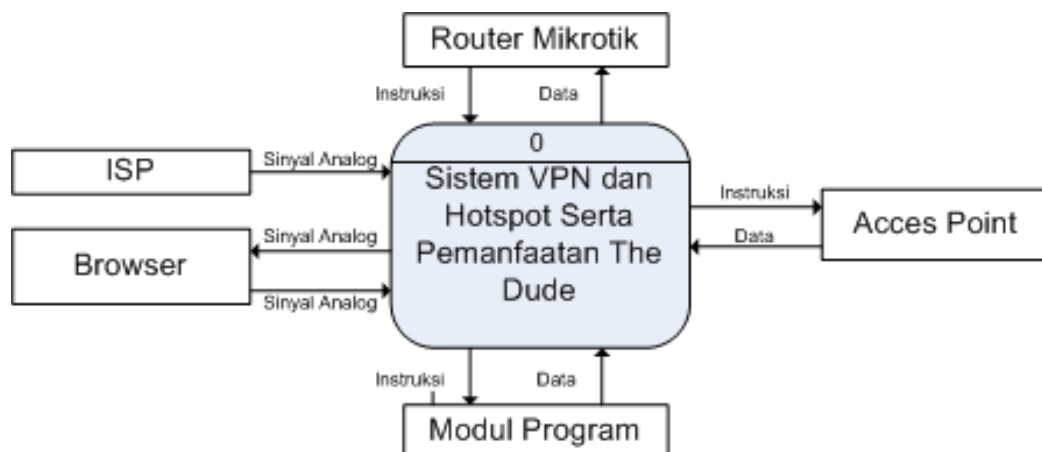 Router Mikrotik
Instruksi
Data
0
ISP
Sinyal Analog
Sistem VPN dan
Hotspot Serta
Pemanfaatan The
Dude
Instruksi
Data
Acces Point
Browser
Sinyal Analog
Sinyal Analog
Instruksi
Data
Modul Program